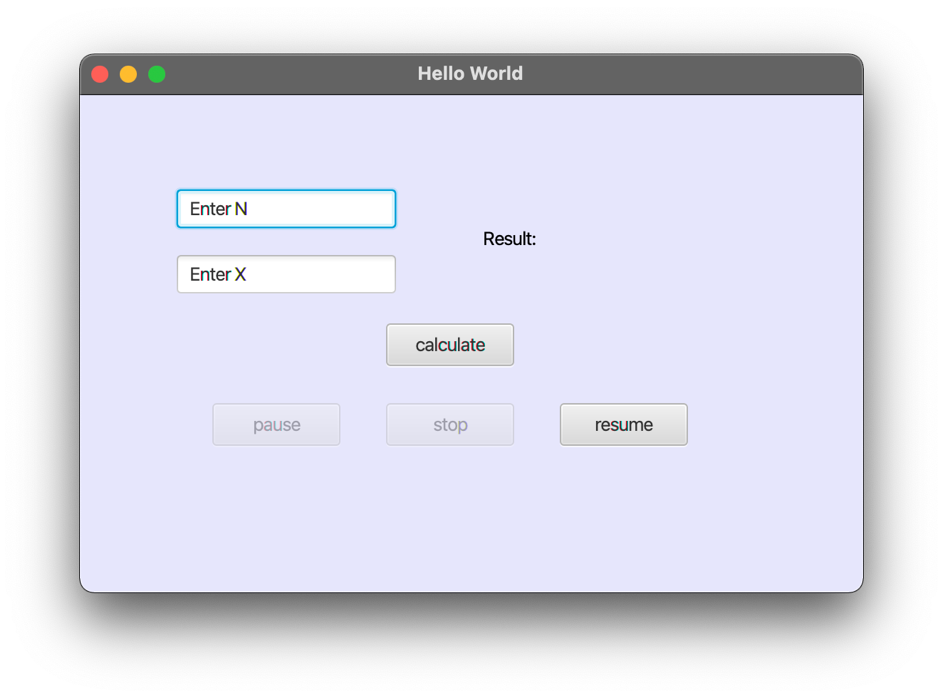 Hello World
Enter N
Result:
Enter X
calculate
pause
stop
resume